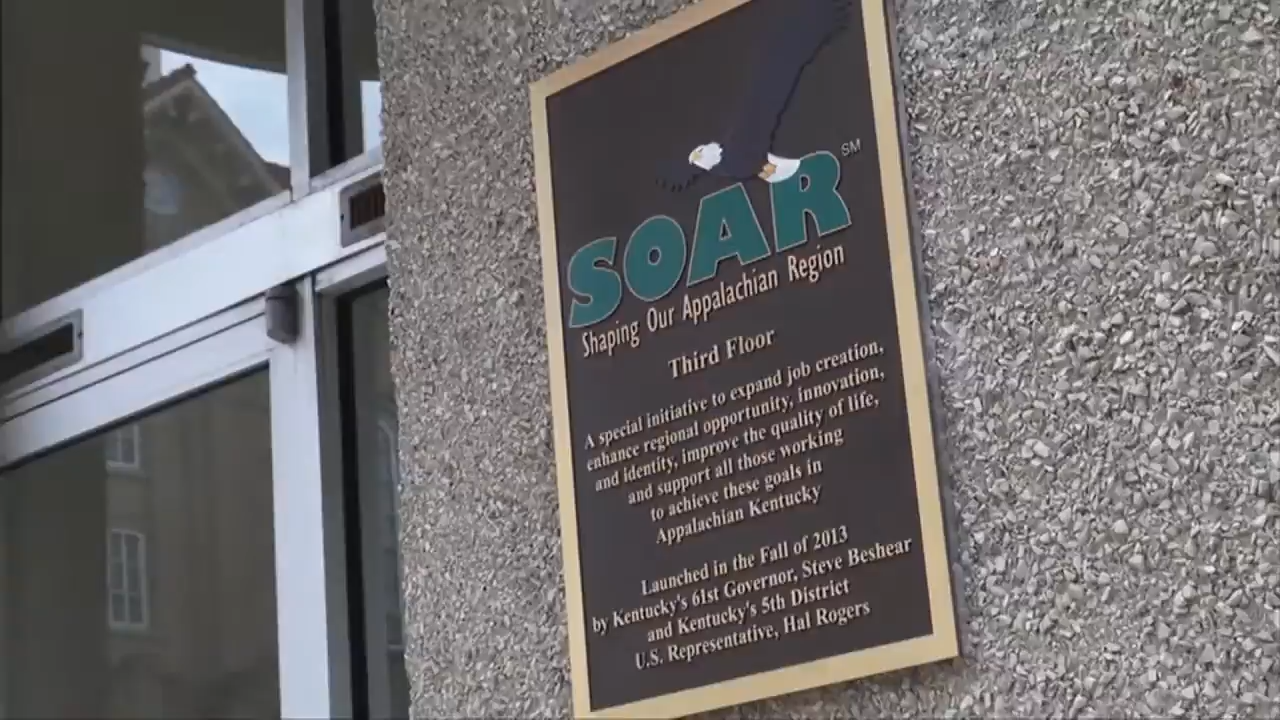 SOAR SM
Shaping Our Appalachian Region
Third Floor
A special initiative to expand job creation,
enhance regional opportunity, innovation,
and identity, improve the quality of life,
and support all those working
to achieve these goals in
Appalachian Kentucky
Launched in the Fall of 2013
by Kentucky's 61st Governor, Steve Beshear
and Kentucky's 5th District
U.S. Representative, Hal Rogers